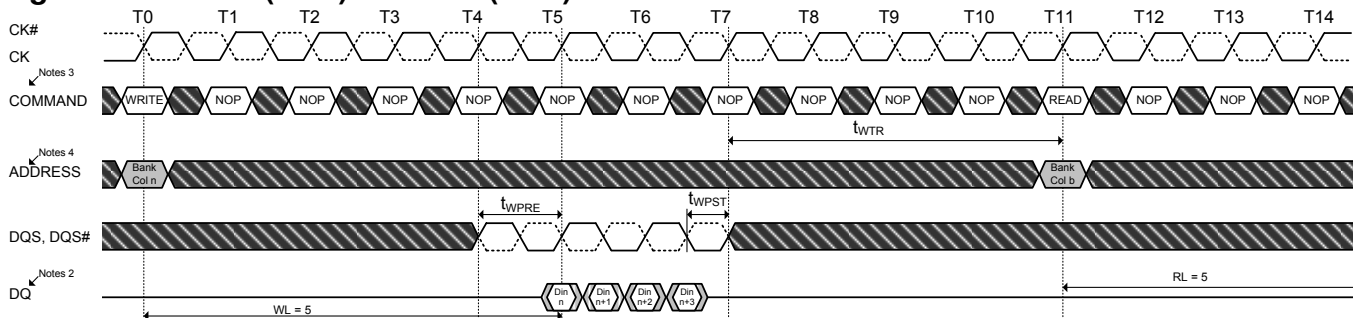 T0 T1 T2 T3 T4 T5 T6 T7 T8 T9 T10 T11 T12 T13 T14
CK#
CK
Notes 3
COMMAND WRITE NOP NOP NOP NOP NOP NOP NOP NOP NOP NOP READ NOP NOP NOP
tWTR
Notes 4
ADDRESS Bank Col n Bank Col b
tWPRE tWPST
DQS, DQS#
Notes 2
DQ Din n Din n+1 Din n+2 Din n+3
RL = 5
WL = 5